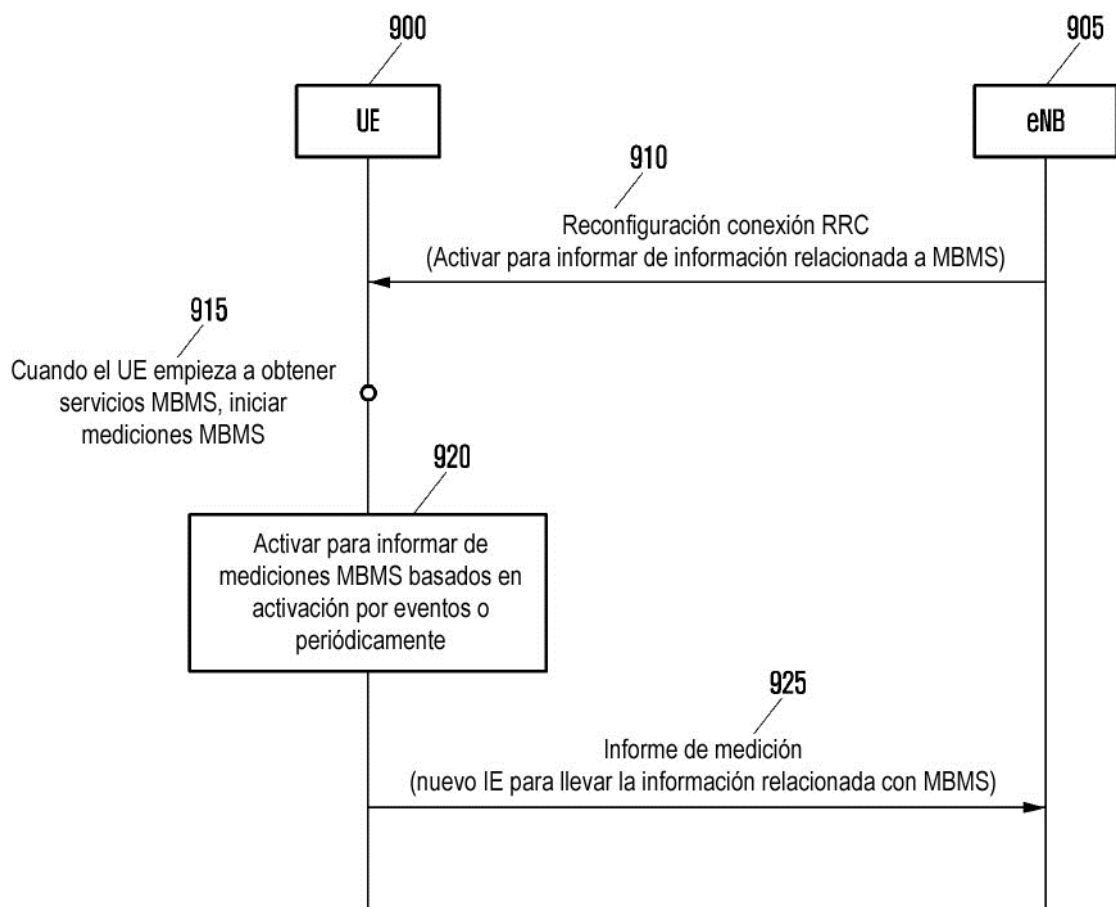 900
905
UE
eNB
910
Reconfiguración conexión RRC
(Activar para informar de información relacionada a MBMS)
915
Cuando el UE empieza a obtener
servicios MBMS, iniciar
mediciones MBMS
920
Activar para informar de
mediciones MBMS basados en
activación por eventos o
periódicamente
925
Informe de medición
(nuevo IE para llevar la información relacionada con MBMS)